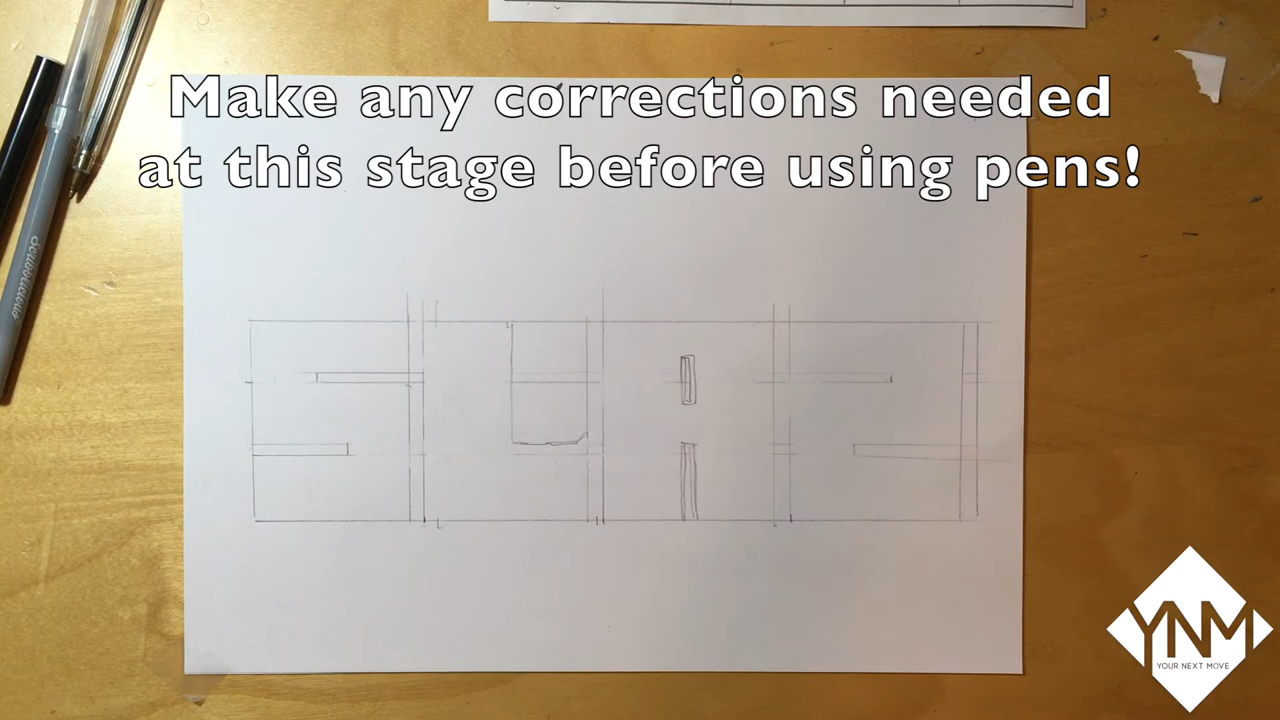 Make any corrections needed
at this stage before using pens!
YNM
YOUR NEXT MOVE